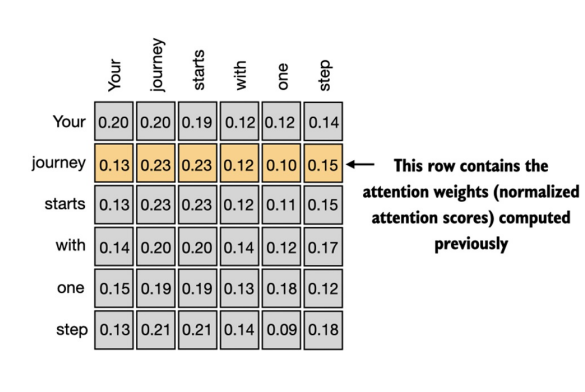 Your journey starts with one step
Your 0.20 0.20 0.19 0.12 0.12 0.14
journey 0.13 0.23 0.23 0.12 0.10 0.15
starts 0.13 0.23 0.23 0.12 0.11 0.15
with 0.14 0.20 0.20 0.14 0.12 0.17
one 0.15 0.19 0.19 0.13 0.18 0.12
step 0.13 0.21 0.21 0.14 0.09 0.18
This row contains the
attention weights (normalized
attention scores) computed
previously